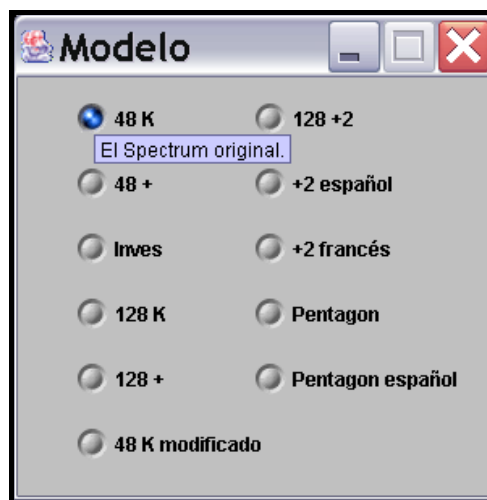 Modelo
48 K
128 +2
El Spectrum original.
48 +
+2 español
Inves
+2 francés
128 K
Pentagon
128 +
Pentagon español
48 K modificado